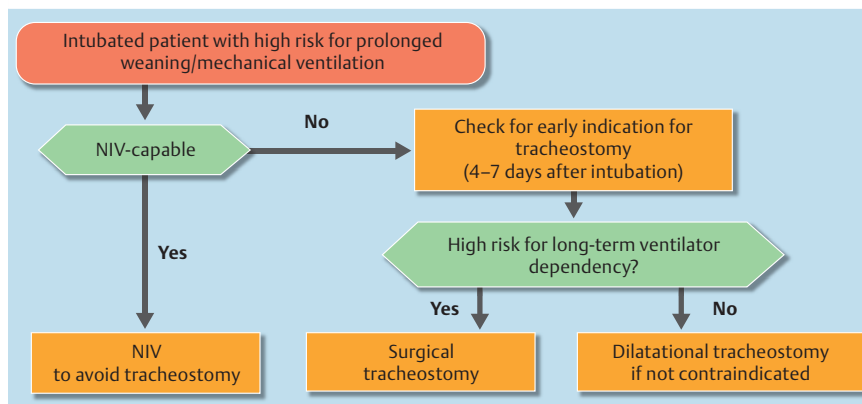 Intubated patient with high risk for prolonged
weaning/mechanical ventilation
No
NIV-capable
Check for early indication for
tracheostomy
(4–7 days after intubation)
Yes
High risk for long-term ventilator
dependency?
Yes
No
NIV
to avoid tracheostomy
Surgical
tracheostomy
Dilatational tracheostomy
if not contraindicated